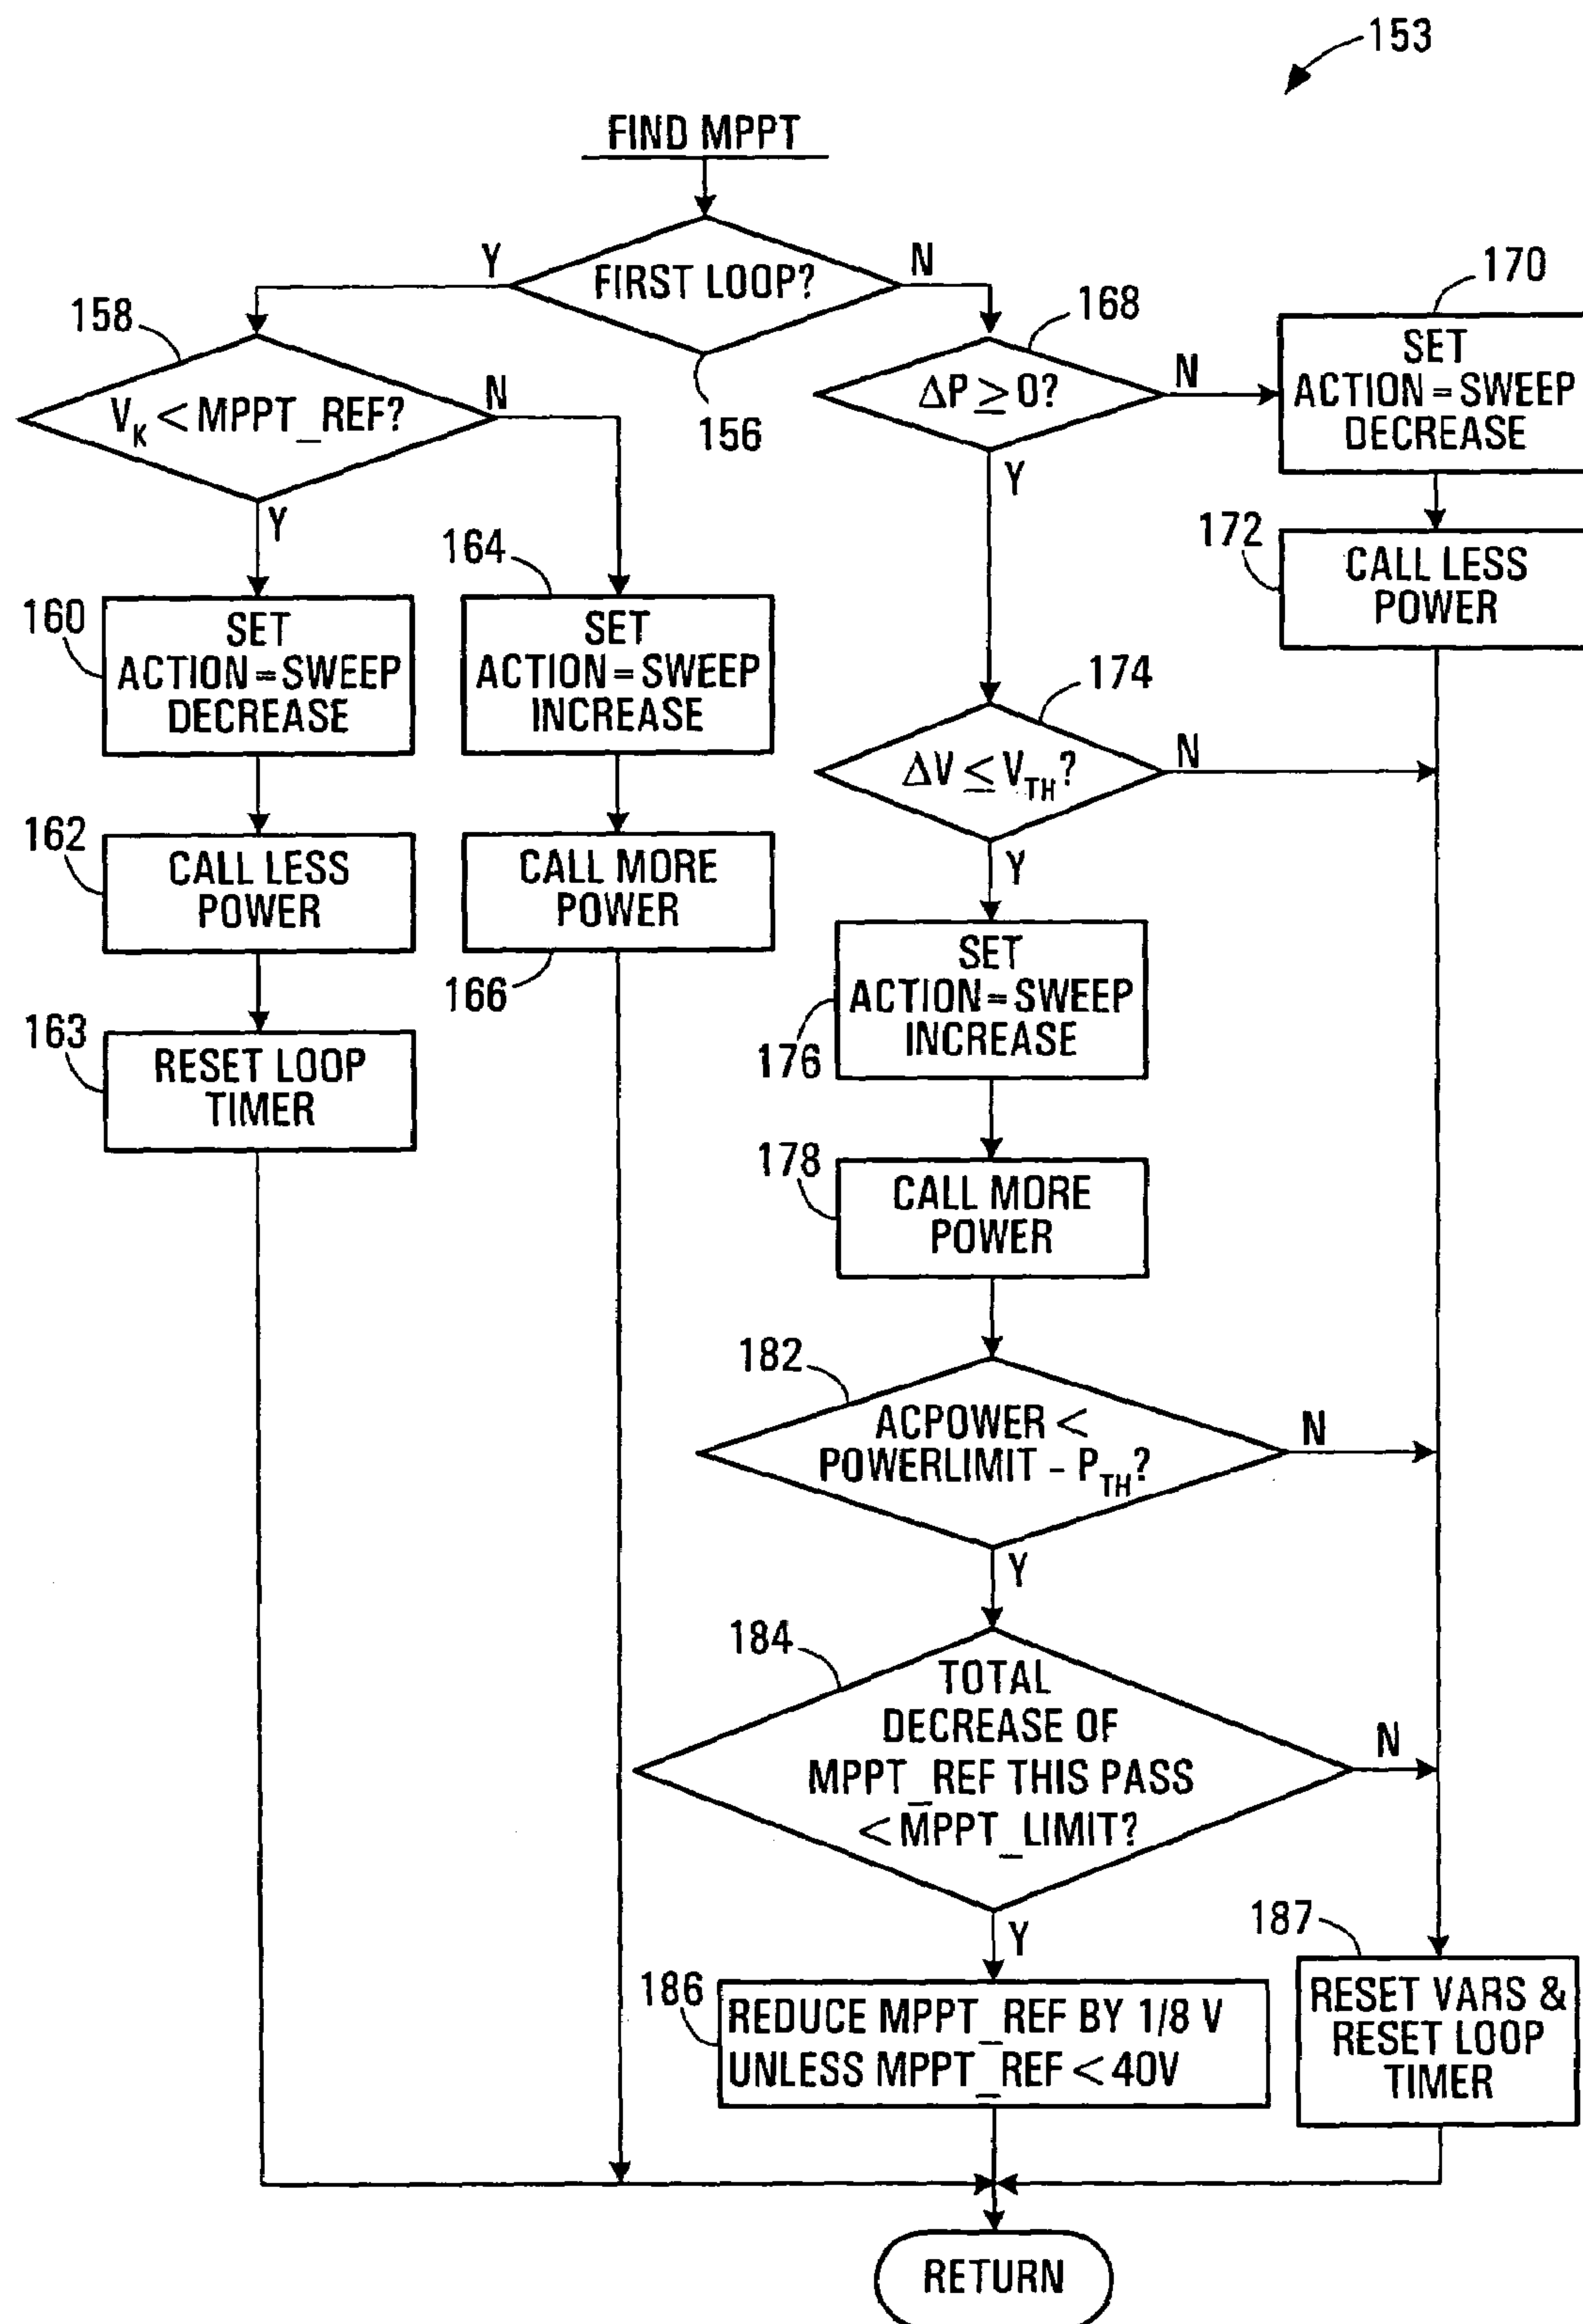 153
FIND MPPT
FIRST LOOP?
Y
N
156
158
V_K < MPPT_REF?
N
Y
160
SET
ACTION = SWEEP
DECREASE
162
CALL LESS
POWER
163
RESET LOOP
TIMER
164
SET
ACTION = SWEEP
INCREASE
CALL MORE
POWER
166
168
ΔP ≥ 0?
N
Y
170
SET
ACTION = SWEEP
DECREASE
172
CALL LESS
POWER
174
ΔV ≤ V_TH?
N
Y
SET
ACTION = SWEEP
INCREASE
176
178
CALL MORE
POWER
182
ACPOWER <
POWERLIMIT - P_TH?
N
Y
184
TOTAL
DECREASE OF
MPPT_REF THIS PASS
< MPPT_LIMIT?
N
Y
186
REDUCE MPPT_REF BY 1/8 V
UNLESS MPPT_REF < 40V
187
RESET VARS &
RESET LOOP
TIMER
RETURN